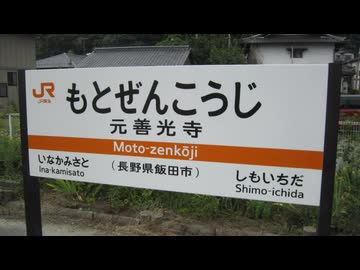 JR
JR東海
もとぜんこうじ
元善光寺
Moto-zenkōji
いなかみさと
Ina-kamisato
(長野県飯田市)
しもいちだ
Shimo-ichida